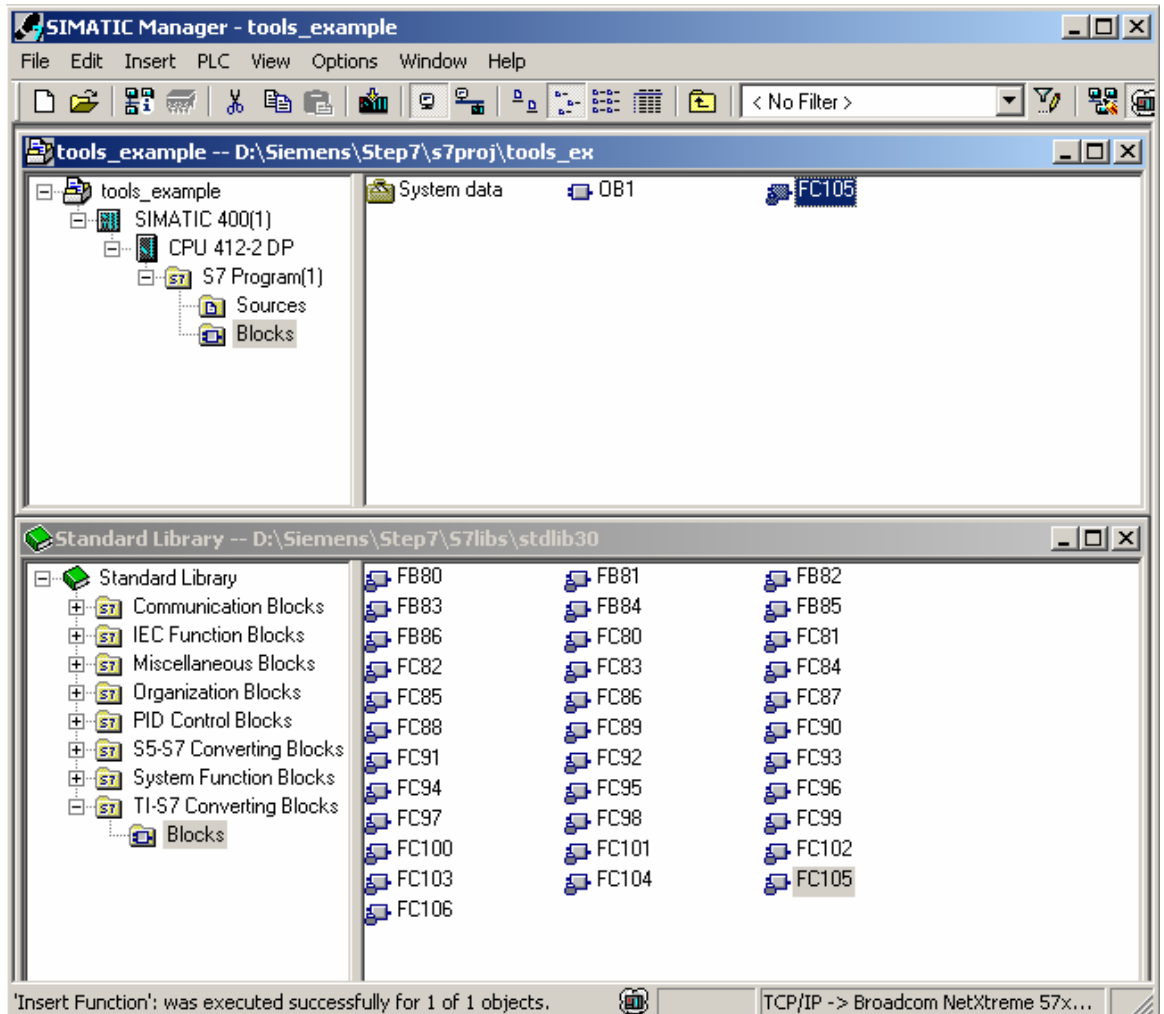 SIMATIC Manager - tools_example
File Edit Insert PLC View Options Window Help
< No Filter >
tools_example -- D:\Siemens\Step7\s7proj\tools_ex
tools_example
SIMATIC 400(1)
CPU 412-2 DP
S7 Program(1)
Sources
Blocks
System data OB1 FC105
Standard Library -- D:\Siemens\Step7\S7libs\stdlib30
Standard Library
Communication Blocks
IEC Function Blocks
Miscellaneous Blocks
Organization Blocks
PID Control Blocks
S5-S7 Converting Blocks
System Function Blocks
TI-S7 Converting Blocks
Blocks
FB80 FB81 FB82
FB83 FB84 FB85
FB86 FC80 FC81
FC82 FC83 FC84
FC85 FC86 FC87
FC88 FC89 FC90
FC91 FC92 FC93
FC94 FC95 FC96
FC97 FC98 FC99
FC100 FC101 FC102
FC103 FC104 FC105
FC106
'Insert Function': was executed successfully for 1 of 1 objects. TCP/IP -> Broadcom NetXtreme 57x...